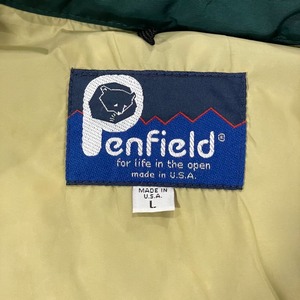 Penfield®
for life in the open
made in U.S.A.
MADE IN
U.S.A.
L